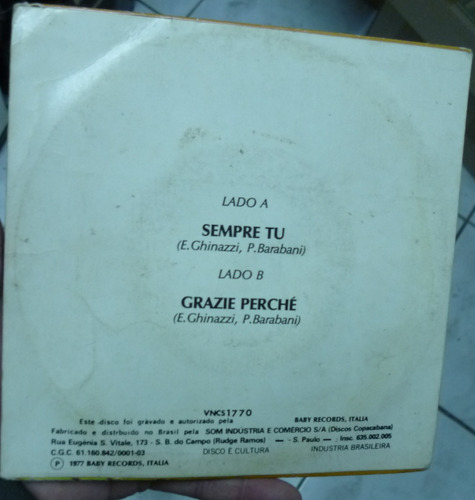 LADO A
SEMPRE TU
(E.Ghinazzi, P.Barabani)
LADO B
GRAZIE PERCHÉ
(E.Ghinazzi, P.Barabani)
VNCS1770
Este disco foi gravado e autorizado pela BABY RECORDS, ITALIA
Fabricado e distribuido no Brasil pela SOM INDÚSTRIA E COMÉRCIO S/A (Discos Copacabana)
Rua Eugênia S. Vitale, 173 - S. B. do Campo (Rudge Ramos) — - S. Paulo — Insc. 635.002.005
C.G.C. 61.160.842/0001-03 DISCO É CULTURA INDÚSTRIA BRASILEIRA
P 1977 BABY RECORDS, ITALIA